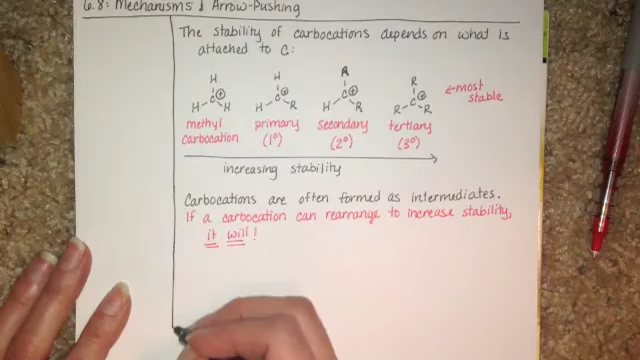 6.8: Mechanisms & Arrow-Pushing
The stability of carbocations depends on what is
attached to C:
H H R R
C⊕ C⊕ C⊕ C⊕ ←most
H H H R H R R R stable
methyl primary secondary tertiary
carbocation (1°) (2°) (3°)
increasing stability
Carbocations are often formed as intermediates.
If a carbocation can rearrange to increase stability,
it will!